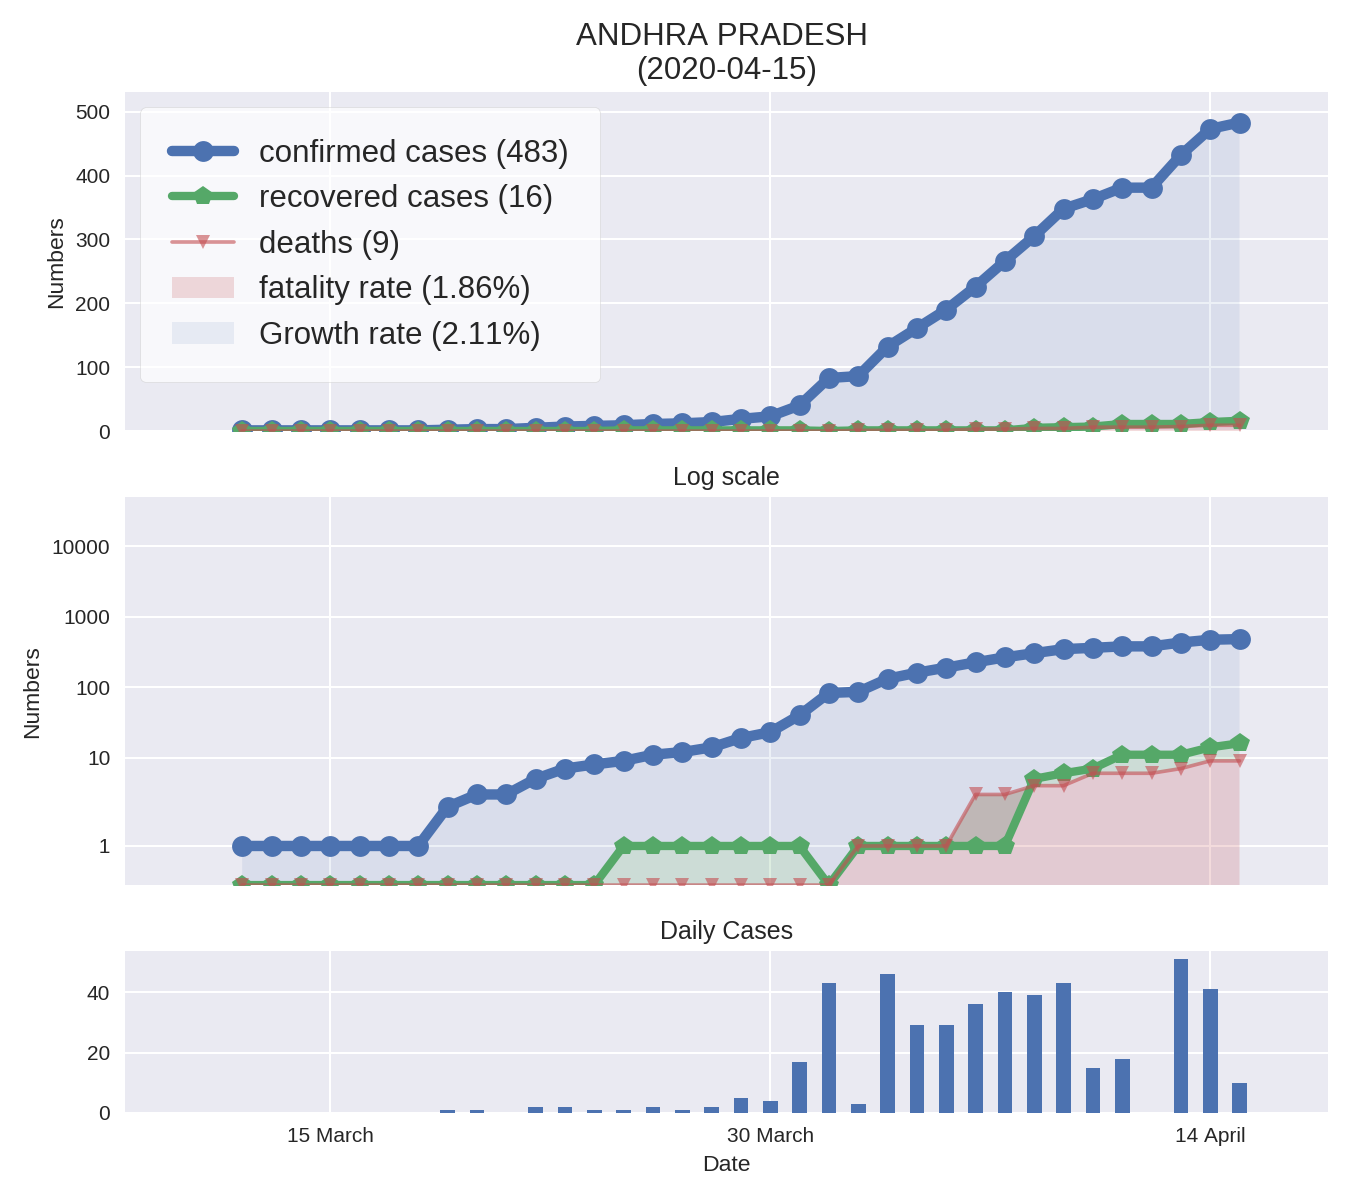 ANDHRA PRADESH
(2020-04-15)
500
400
300
200
100
0
Numbers
confirmed cases (483)
recovered cases (16)
deaths (9)
fatality rate (1.86%)
Growth rate (2.11%)
Log scale
10000
1000
100
10
1
Numbers
Daily Cases
40
20
0
15 March
30 March
14 April
Date